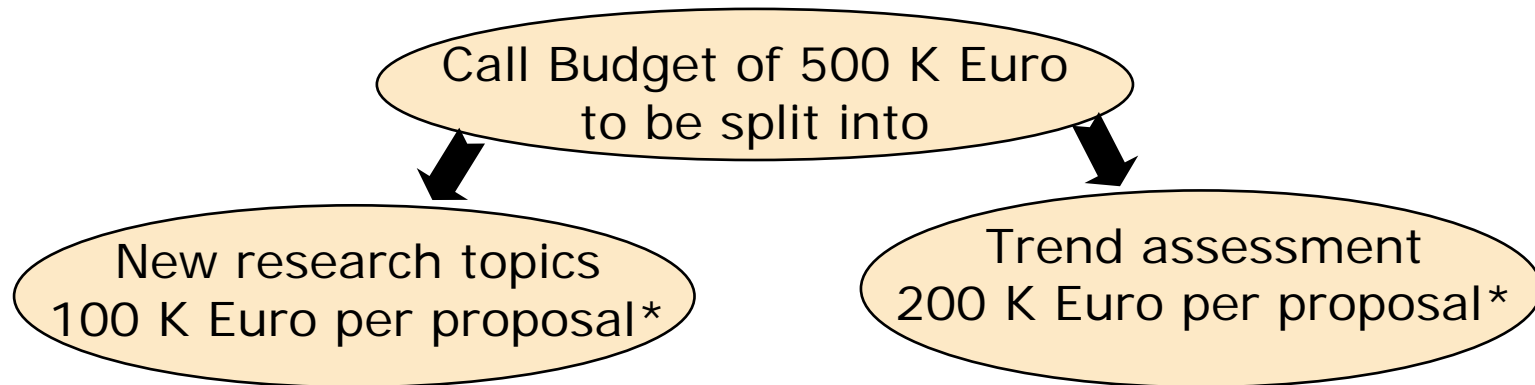 Call Budget of 500 K Euro
to be split into
New research topics
100 K Euro per proposal*
Trend assessment
200 K Euro per proposal*